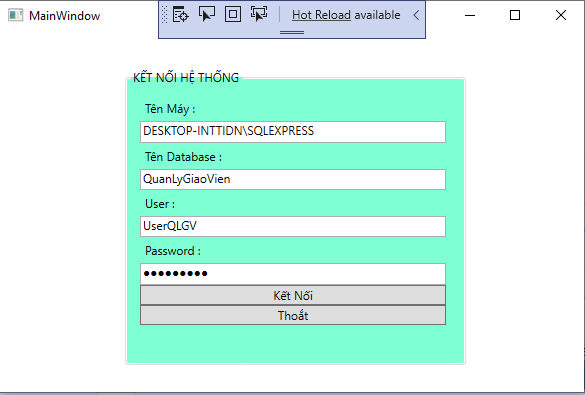 MainWindow
Hot Reload available
KẾT NỐI HỆ THỐNG
Tên Máy :
DESKTOP-INTTIDN\SQLEXPRESS
Tên Database :
QuanLyGiaoVien
User :
UserQLGV
Password :
●●●●●●●●●
Kết Nối
Thoát